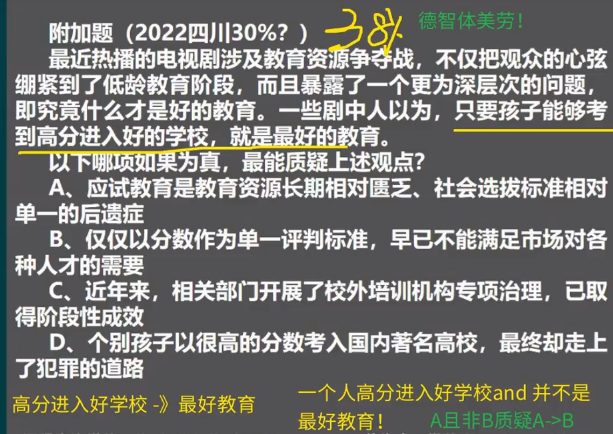 附加题（2022四川30%？） 38% 德智体美劳！
最近热播的电视剧涉及教育资源争夺战，不仅把观众的心弦
绷紧到了低龄教育阶段，而且暴露了一个更为深层次的问题，
即究竟什么才是好的教育。一些剧中人以为，只要孩子能够考
到高分进入好的学校，就是最好的教育。
以下哪项如果为真，最能质疑上述观点？
A、应试教育是教育资源长期相对匮乏、社会选拔标准相对
单一的后遗症
B、仅仅以分数作为单一评判标准，早已不能满足市场对各
种人才的需要
C、近年来，相关部门开展了校外培训机构专项治理，已取
得阶段性成效
D、个别孩子以很高的分数考入国内著名高校，最终却走上
了犯罪的道路
高分进入好学校 -》最好教育
一个人高分进入好学校and 并不是
最好教育！ A且非B质疑A->B